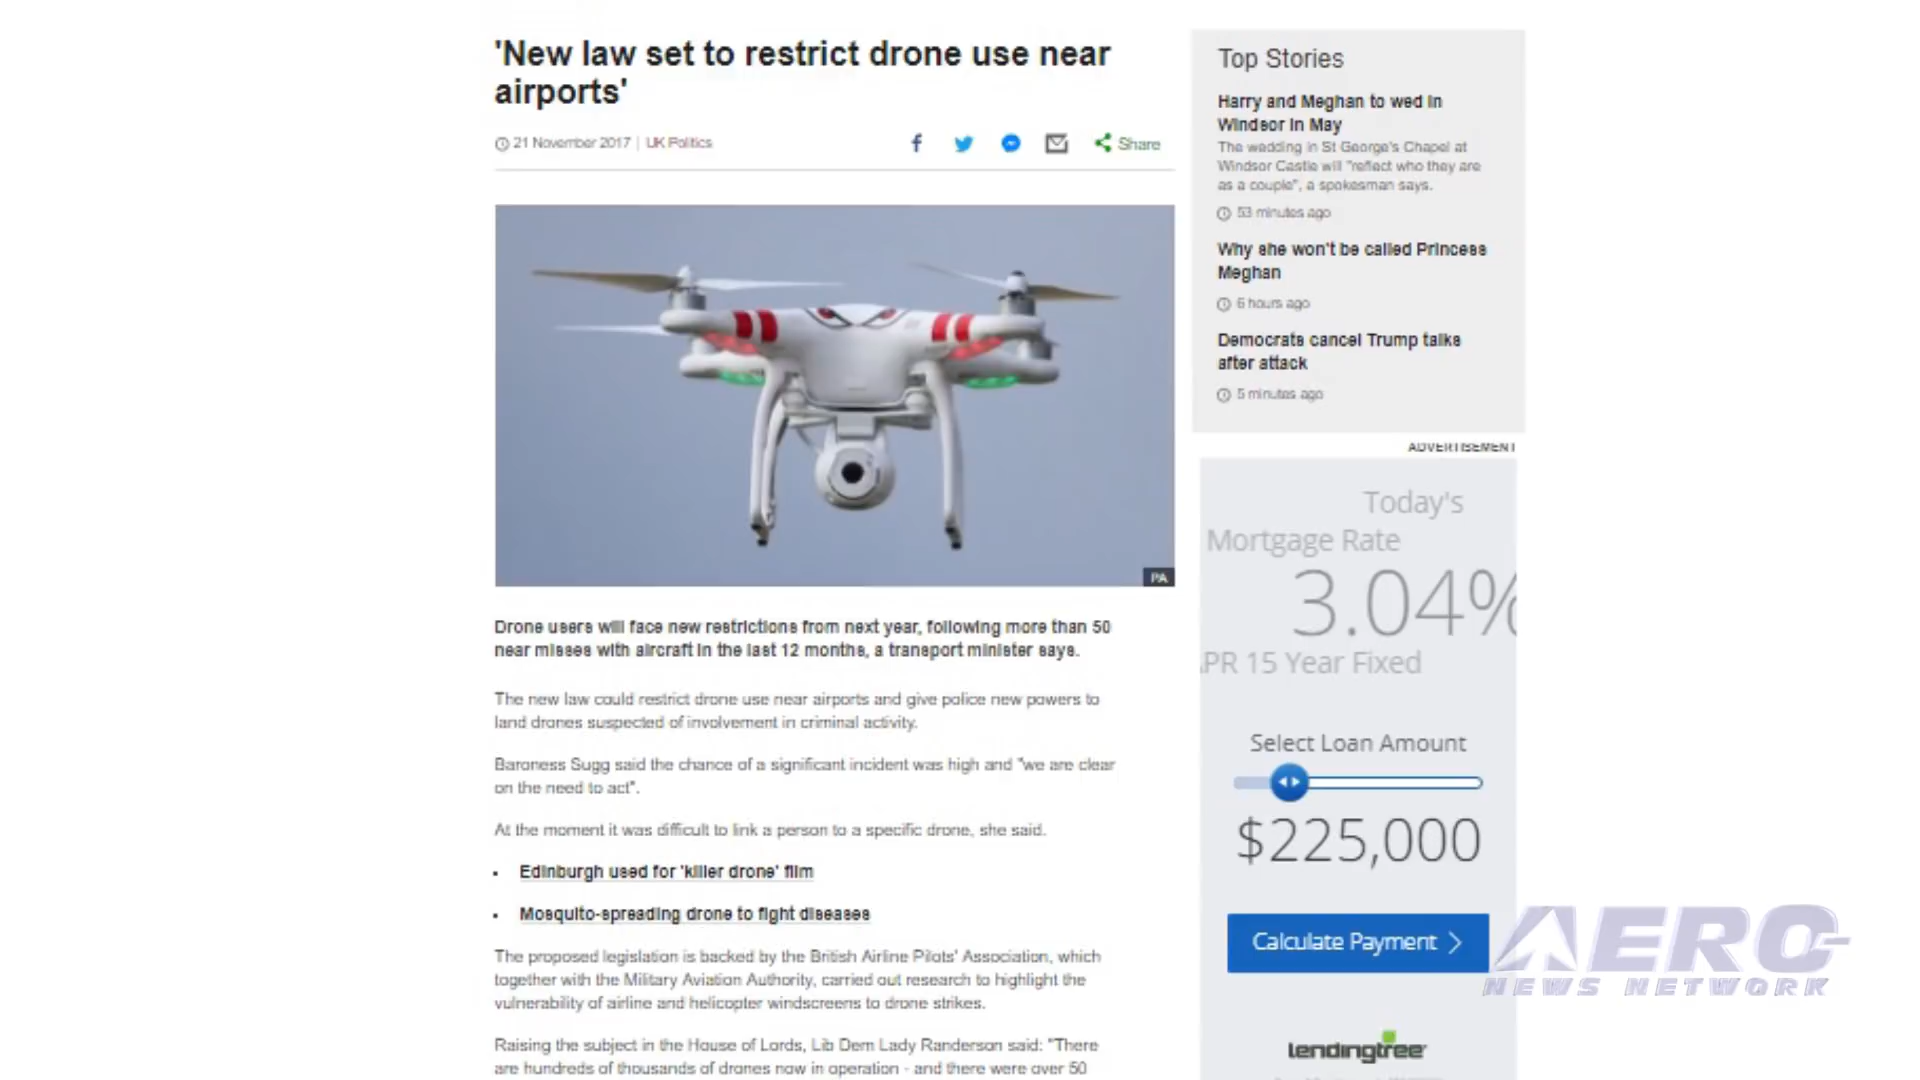 'New law set to restrict drone use near
airports'
21 November 2017 | UK Politics
Share
PA
Drone users will face new restrictions from next year, following more than 50
near misses with aircraft in the last 12 months, a transport minister says.
The new law could restrict drone use near airports and give police new powers to
land drones suspected of involvement in criminal activity.
Baroness Sugg said the chance of a significant incident was high and "we are clear
on the need to act".
At the moment it was difficult to link a person to a specific drone, she said.
Edinburgh used for 'killer drone' film
Mosquito-spreading drone to fight diseases
The proposed legislation is backed by the British Airline Pilots' Association, which
together with the Military Aviation Authority, carried out research to highlight the
vulnerability of airline and helicopter windscreens to drone strikes.
Raising the subject in the House of Lords, Lib Dem Lady Randerson said: "There
are hundreds of thousands of drones now in operation - and there were over 50
Top Stories
Harry and Meghan to wed in
Windsor in May
The wedding in St George's Chapel at
Windsor Castle will "reflect who they are
as a couple", a spokesman says.
53 minutes ago
Why she won't be called Princess
Meghan
6 hours ago
Democrats cancel Trump talks
after attack
5 minutes ago
ADVERTISEMENT
Today's
Mortgage Rate
3.04%
PR 15 Year Fixed
Select Loan Amount
$225,000
Calculate Payment
lendingtree
AERO-
NEWS NETWORK